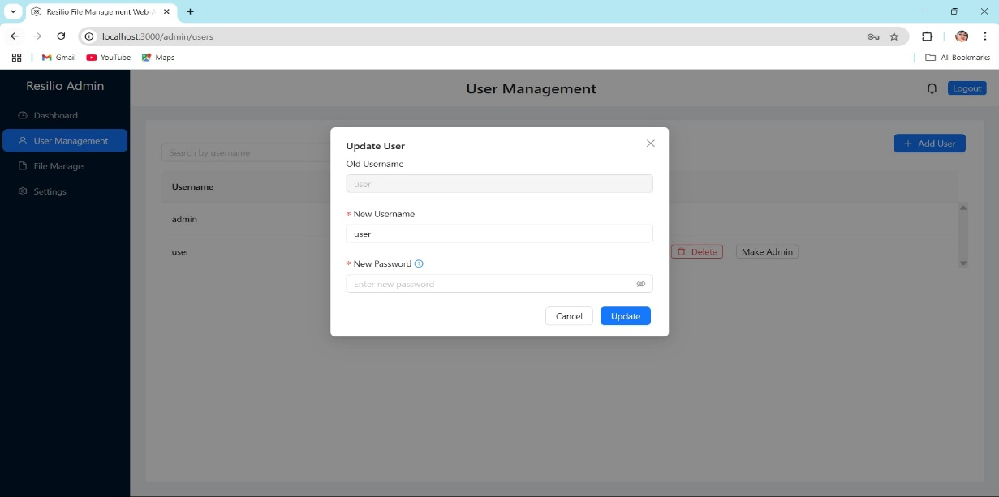 Resilio File Management Web-A
localhost:3000/admin/users
Gmail YouTube Maps All Bookmarks
Resilio Admin
User Management
Logout
Dashboard
User Management
File Manager
Settings
Search by username
+ Add User
Username
admin
user
Delete Make Admin
Update User
Old Username
user
* New Username
user
* New Password
Enter new password
Cancel Update